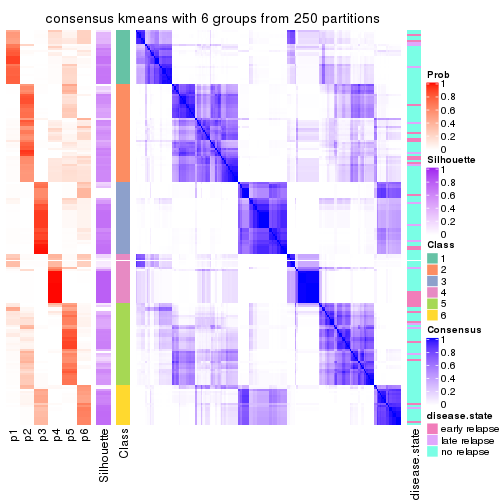 consensus kmeans with 6 groups from 250 partitions
p1
p2
p3
p4
p5
p6
Silhouette
Class
disease.state
Prob
1
0.8
0.6
0.4
0.2
0
Silhouette
1
0.8
0.6
0.4
0.2
0
Class
1
2
3
4
5
6
Consensus
1
0.8
0.6
0.4
0.2
0
disease.state
early relapse
late relapse
no relapse